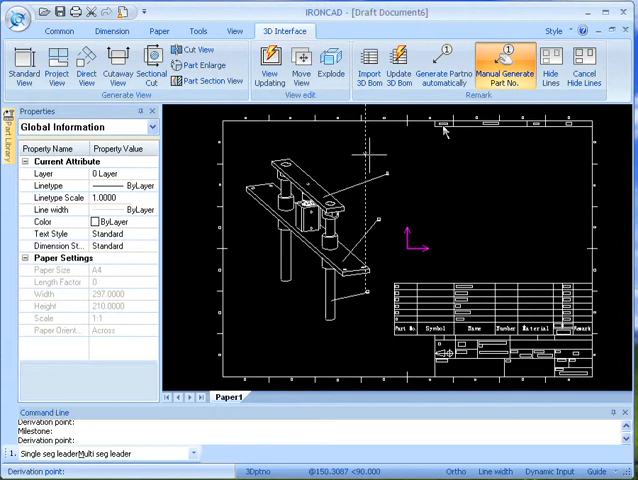 IRONCAD - [Draft Document6]
Common Dimension Paper Tools View 3D Interface Style
Standard View
Project View
Direct View
Cutaway View
Sectional Cut
Cut View
Part Enlarge
Part Section View
View Updating
Move View
Explode
Import 3D Bom
Update 3D Bom
Generate Partno automatically
Manual Generate Part No.
Hide Lines
Cancel Hide Lines
Generate View View edit Remark
Part Library
Properties
Global Information
Property Name Property Value
Current Attribute
Layer 0 Layer
Linetype ByLayer
Linetype Scale 1.0000
Line width ByLayer
Color ByLayer
Text Style Standard
Dimension St... Standard
Paper Settings
Paper Size A4
Length Factor 0
Width 297.0000
Height 210.0000
Scale 1:1
Paper Orient... Across
Part No. Symbol Name Number Material Remark
Paper1
Command Line
Derivation point:
Milestone:
Derivation point:
1. Single seg leaderMulti seg leader
Derivation point: 3Dptno @150.3087 <90.000 Ortho Line width Dynamic Input Normal